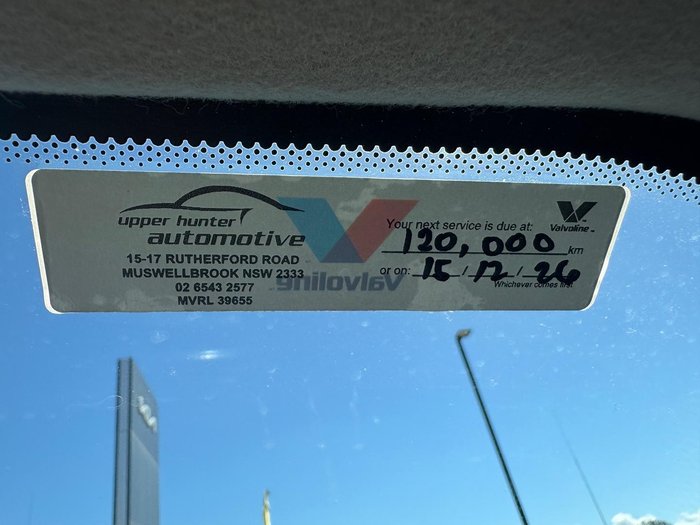 upper hunter
automotive
15-17 RUTHERFORD ROAD
MUSWELLBROOK NSW 2333
02 6543 2577
MVRL 39655
Valvoline
Valvoline™
Your next service is due at:
120,000 km
or on: 15/12/26
Whichever comes first